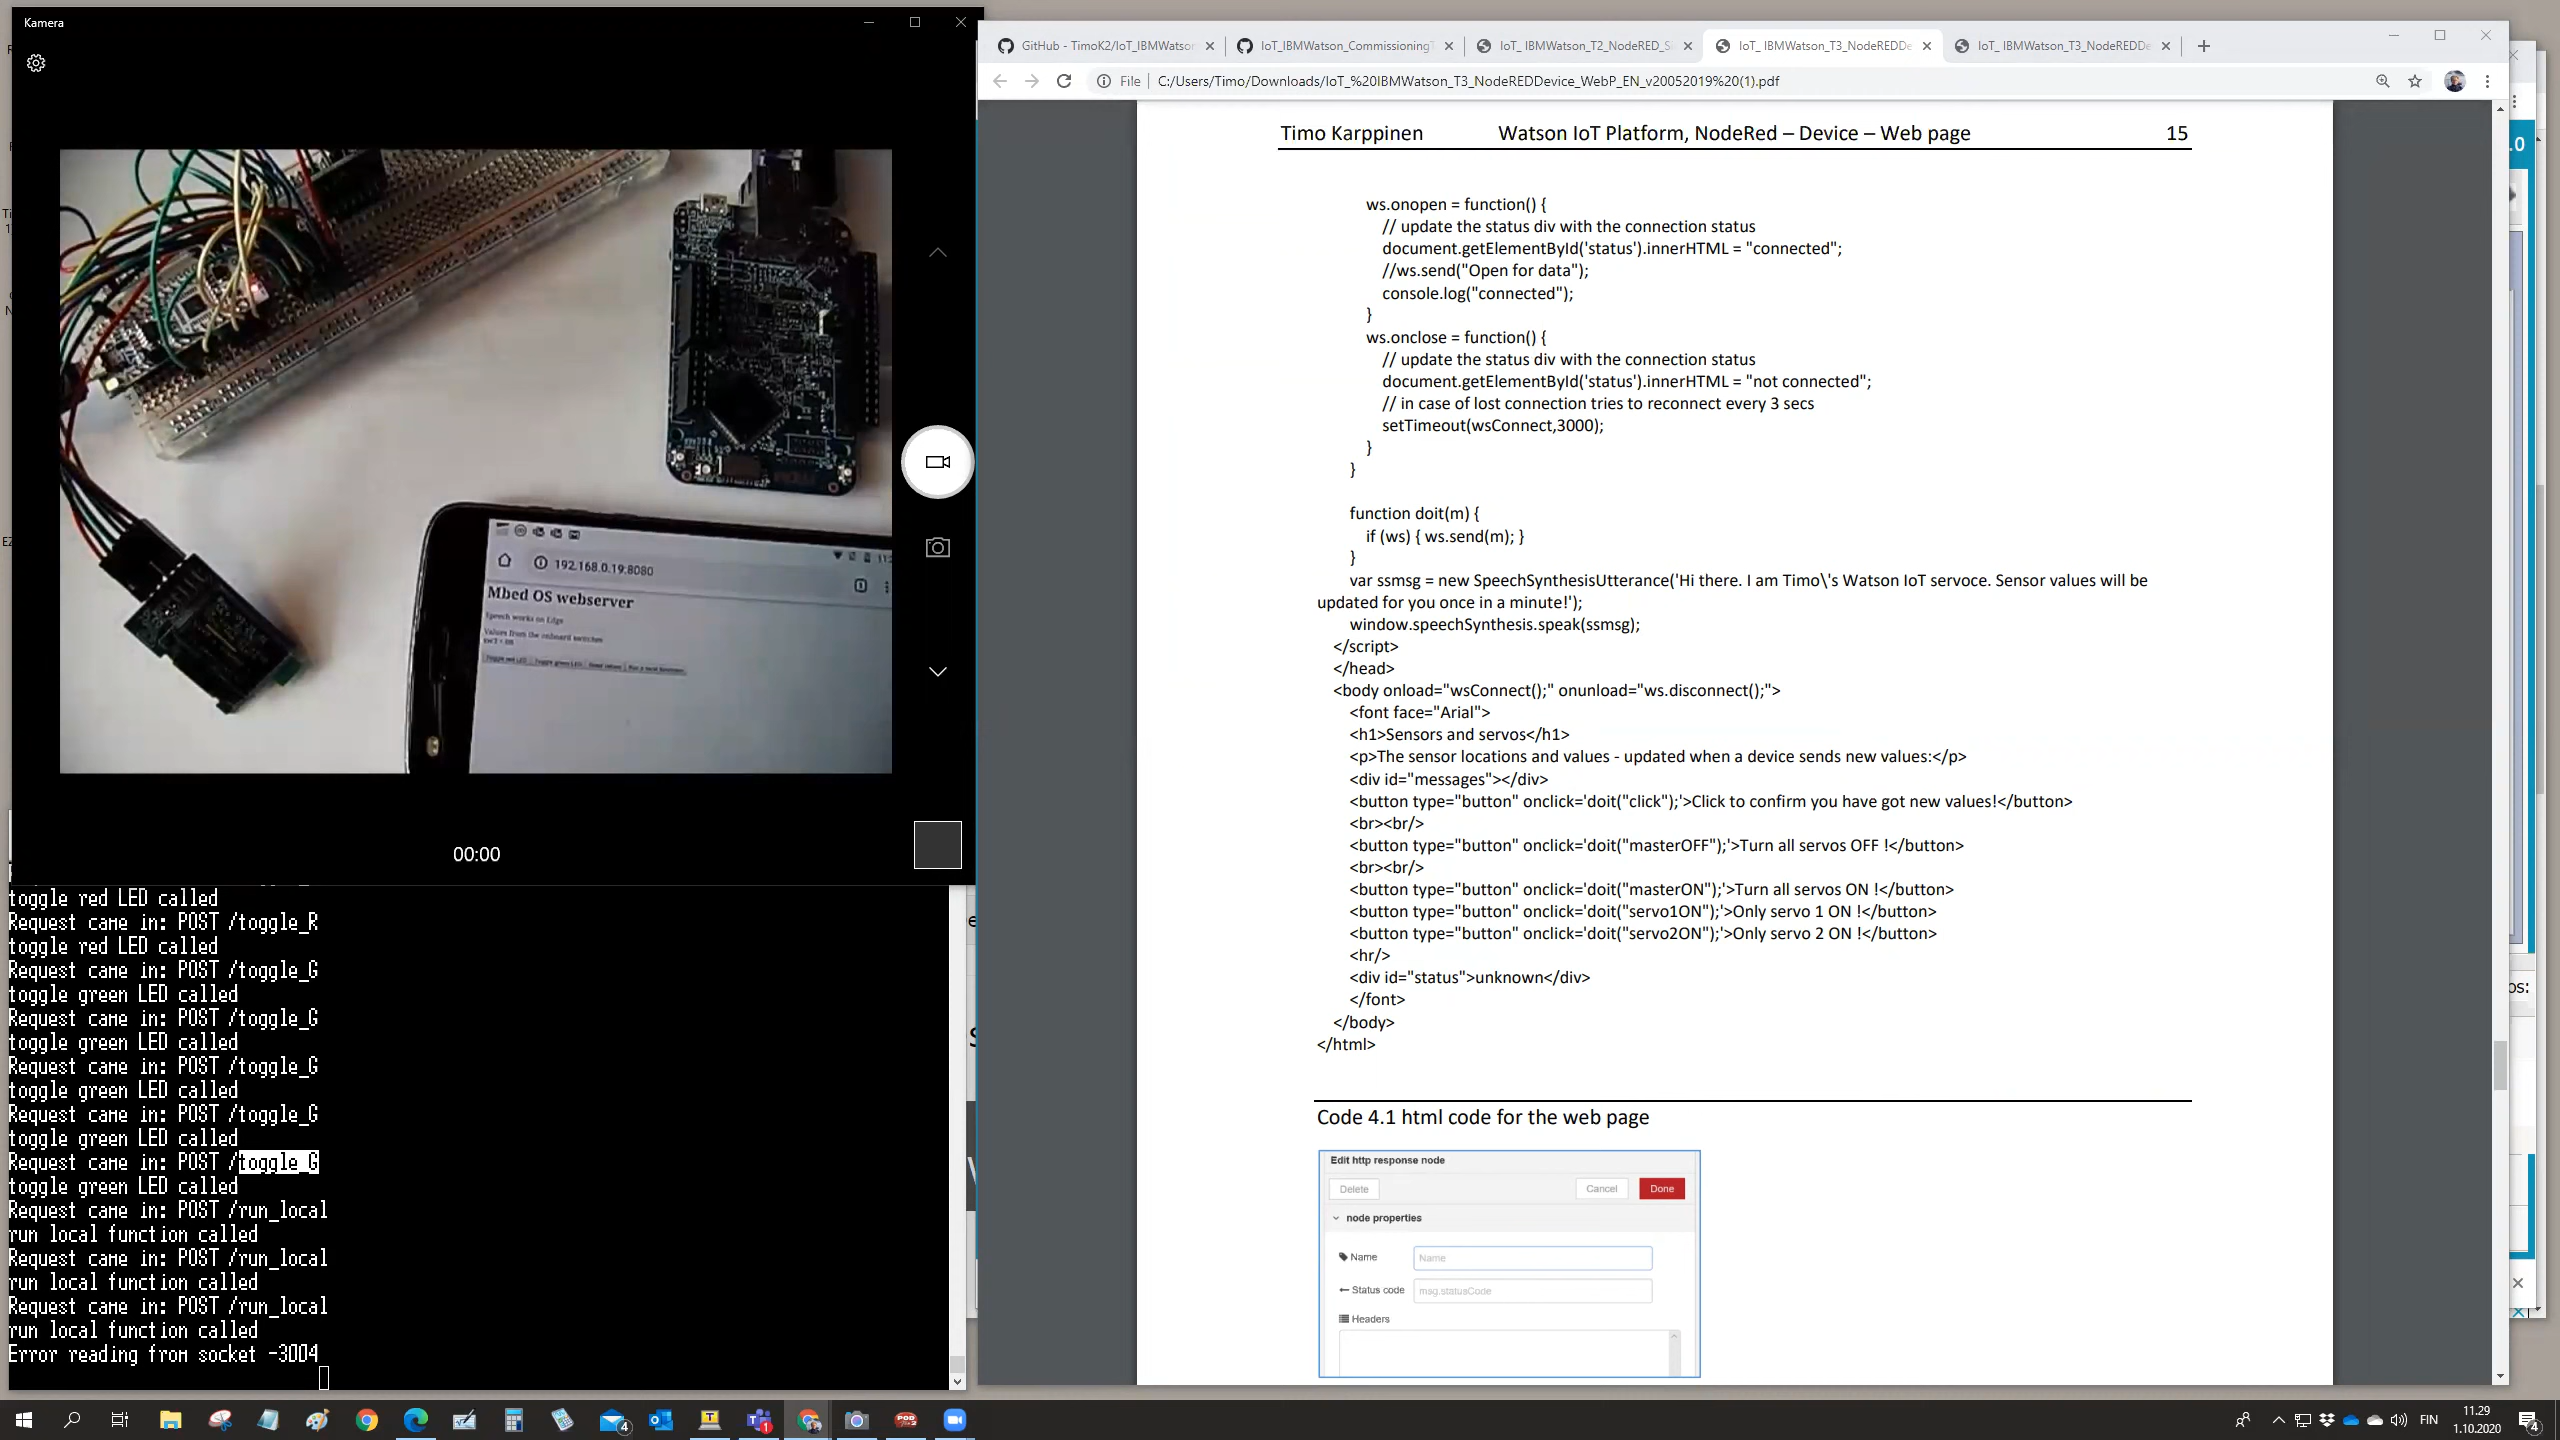 Kamera
192.168.0.19:8080
Mbed OS webserver
Speech works on Edge
Values from the onboard switches
00:00
toggle red LED called
Request came in: POST /toggle_R
toggle red LED called
Request came in: POST /toggle_G
toggle green LED called
Request came in: POST /toggle_G
toggle green LED called
Request came in: POST /toggle_G
toggle green LED called
Request came in: POST /toggle_G
toggle green LED called
Request came in: POST /toggle_G
toggle green LED called
Request came in: POST /run_local
run local function called
Request came in: POST /run_local
run local function called
Request came in: POST /run_local
run local function called
Error reading from socket -3004
GitHub - TimoK2/IoT_IBMWatson
IoT_IBMWatson_CommissioningT
IoT_ IBMWatson_T2_NodeRED_S
IoT_ IBMWatson_T3_NodeREDDe
IoT_ IBMWatson_T3_NodeREDDe
File
C:/Users/Timo/Downloads/IoT_%20IBMWatson_T3_NodeREDDevice_WebP_EN_v20052019%20(1).pdf
Timo Karppinen Watson IoT Platform, NodeRed – Device – Web page 15
ws.onopen = function() {
// update the status div with the connection status
document.getElementById('status').innerHTML = "connected";
//ws.send("Open for data");
console.log("connected");
}
ws.onclose = function() {
// update the status div with the connection status
document.getElementById('status').innerHTML = "not connected";
// in case of lost connection tries to reconnect every 3 secs
setTimeout(wsConnect,3000);
}
}
function doit(m) {
if (ws) { ws.send(m); }
}
var ssmsg = new SpeechSynthesisUtterance('Hi there. I am Timo\'s Watson IoT servoce. Sensor values will be
updated for you once in a minute!');
window.speechSynthesis.speak(ssmsg);
</script>
</head>
<body onload="wsConnect();" onunload="ws.disconnect();">
<font face="Arial">
<h1>Sensors and servos</h1>
<p>The sensor locations and values - updated when a device sends new values:</p>
<div id="messages"></div>
<button type="button" onclick='doit("click");'>Click to confirm you have got new values!</button>
<br><br/>
<button type="button" onclick='doit("masterOFF");'>Turn all servos OFF !</button>
<br><br/>
<button type="button" onclick='doit("masterON");'>Turn all servos ON !</button>
<button type="button" onclick='doit("servo1ON");'>Only servo 1 ON !</button>
<button type="button" onclick='doit("servo2ON");'>Only servo 2 ON !</button>
<hr/>
<div id="status">unknown</div>
</font>
</body>
</html>
Code 4.1 html code for the web page
Edit http response node
Delete
Cancel
Done
node properties
Name
Name
Status code
msg.statusCode
Headers
.0
os:
4
1
FIN
11.29
1.10.2020
4